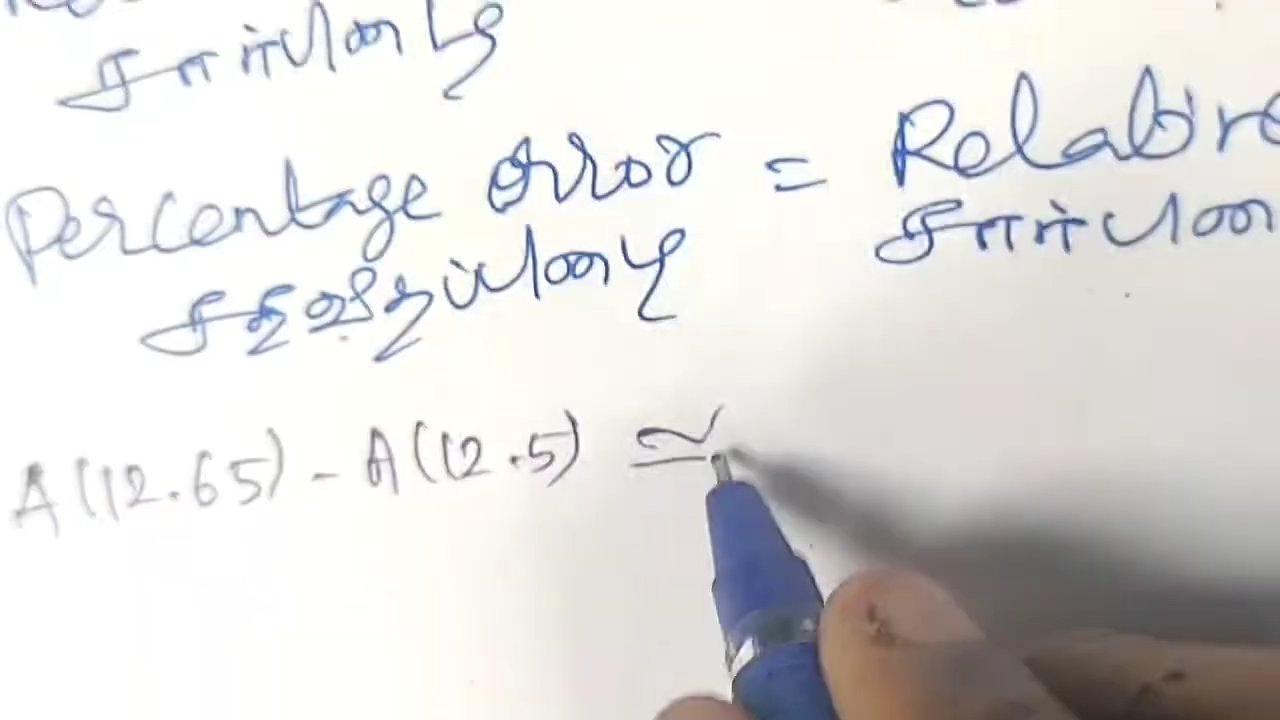 சார்பிழை
Percentage error = Relative
சதவீதப்பிழை சார்பிழை
A(12.65) - A(12.5) ≃